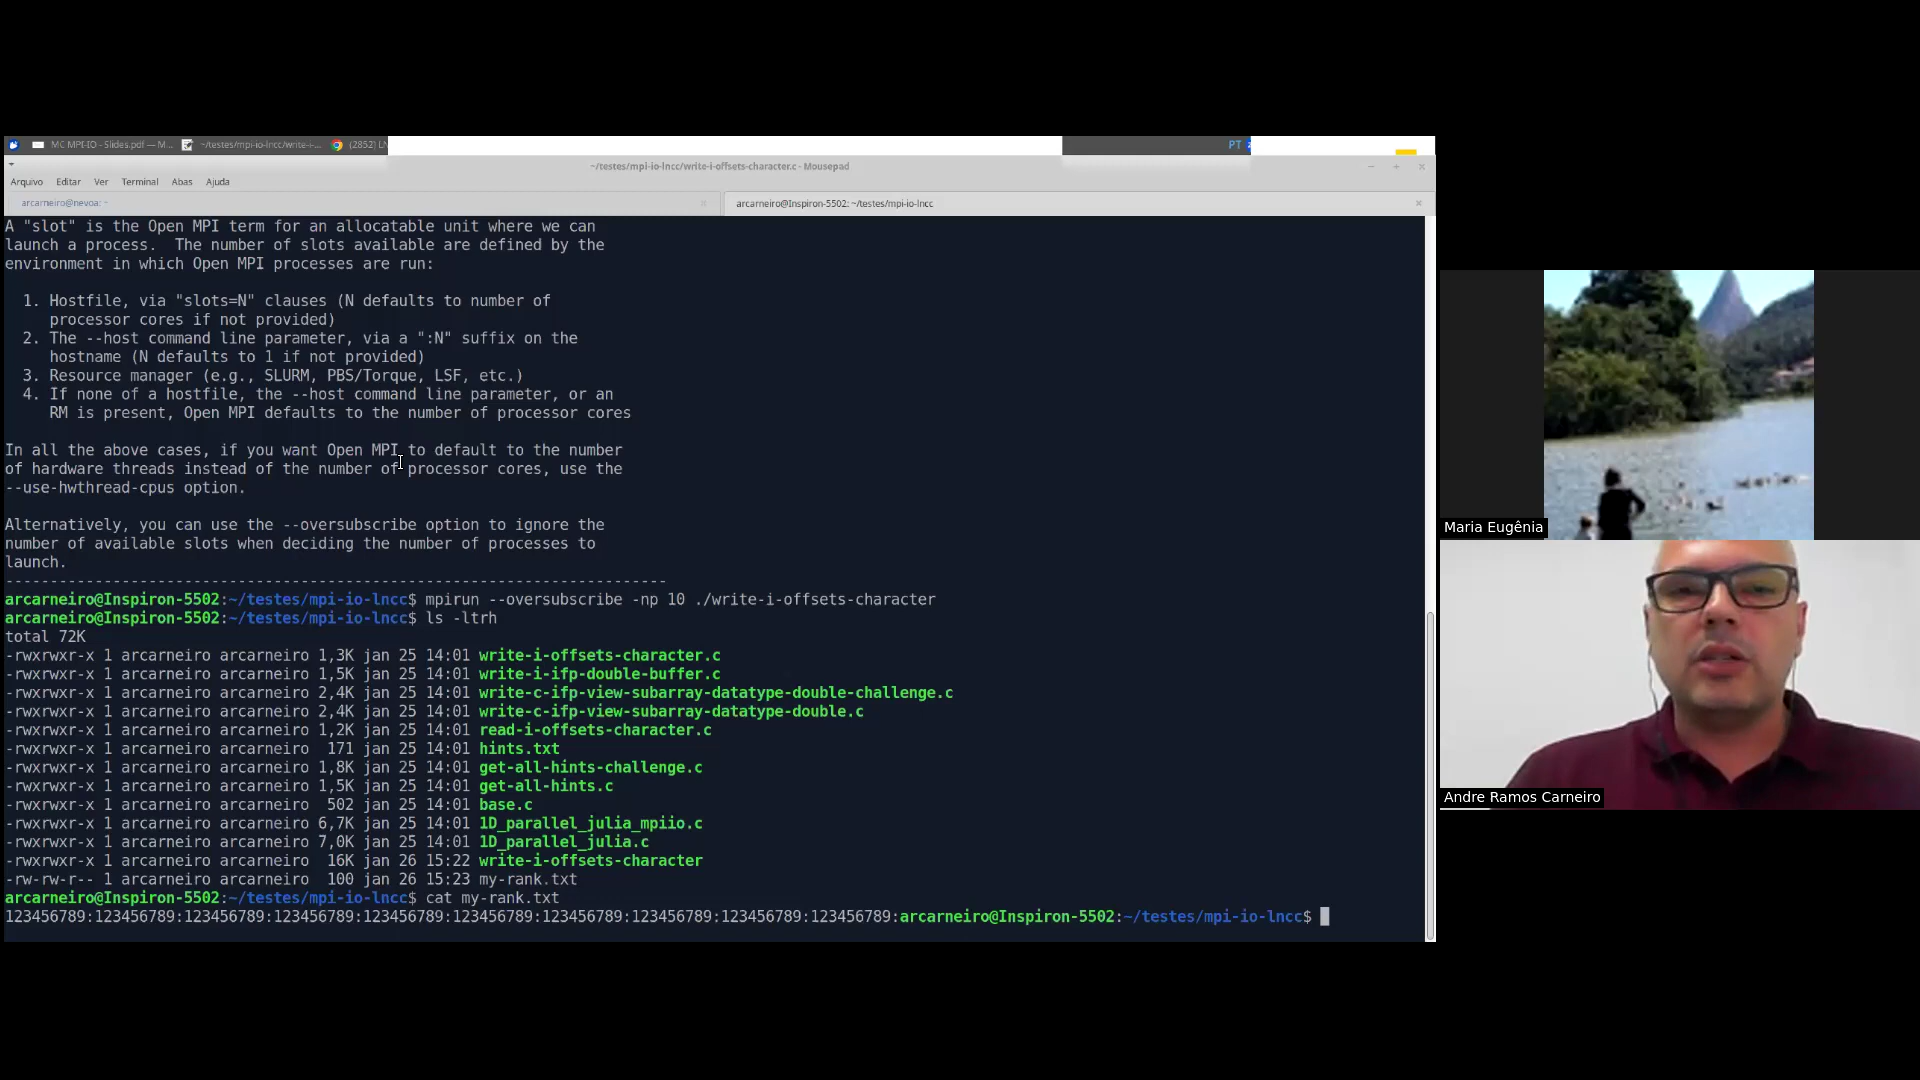 MC MPI-IO - Slides.pdf — M...
~/testes/mpi-io-lncc/write-i-...
(2852) LN
PT
~/testes/mpi-io-lncc/write-i-offsets-character.c - Mousepad
Arquivo Editar Ver Terminal Abas Ajuda
arcarneiro@nevoa: ~
arcarneiro@Inspiron-5502: ~/testes/mpi-io-lncc
A "slot" is the Open MPI term for an allocatable unit where we can
launch a process.  The number of slots available are defined by the
environment in which Open MPI processes are run:
1. Hostfile, via "slots=N" clauses (N defaults to number of
processor cores if not provided)
2. The --host command line parameter, via a ":N" suffix on the
hostname (N defaults to 1 if not provided)
3. Resource manager (e.g., SLURM, PBS/Torque, LSF, etc.)
4. If none of a hostfile, the --host command line parameter, or an
RM is present, Open MPI defaults to the number of processor cores
In all the above cases, if you want Open MPI to default to the number
of hardware threads instead of the number of processor cores, use the
--use-hwthread-cpus option.
Alternatively, you can use the --oversubscribe option to ignore the
number of available slots when deciding the number of processes to
launch.
--------------------------------------------------------------------------
arcarneiro@Inspiron-5502:~/testes/mpi-io-lncc$ mpirun --oversubscribe -np 10 ./write-i-offsets-character
arcarneiro@Inspiron-5502:~/testes/mpi-io-lncc$ ls -ltrh
total 72K
-rwxrwxr-x 1 arcarneiro arcarneiro 1,3K jan 25 14:01 write-i-offsets-character.c
-rwxrwxr-x 1 arcarneiro arcarneiro 1,5K jan 25 14:01 write-i-ifp-double-buffer.c
-rwxrwxr-x 1 arcarneiro arcarneiro 2,4K jan 25 14:01 write-c-ifp-view-subarray-datatype-double-challenge.c
-rwxrwxr-x 1 arcarneiro arcarneiro 2,4K jan 25 14:01 write-c-ifp-view-subarray-datatype-double.c
-rwxrwxr-x 1 arcarneiro arcarneiro 1,2K jan 25 14:01 read-i-offsets-character.c
-rwxrwxr-x 1 arcarneiro arcarneiro  171 jan 25 14:01 hints.txt
-rwxrwxr-x 1 arcarneiro arcarneiro 1,8K jan 25 14:01 get-all-hints-challenge.c
-rwxrwxr-x 1 arcarneiro arcarneiro 1,5K jan 25 14:01 get-all-hints.c
-rwxrwxr-x 1 arcarneiro arcarneiro  502 jan 25 14:01 base.c
-rwxrwxr-x 1 arcarneiro arcarneiro 6,7K jan 25 14:01 1D_parallel_julia_mpiio.c
-rwxrwxr-x 1 arcarneiro arcarneiro 7,0K jan 25 14:01 1D_parallel_julia.c
-rwxrwxr-x 1 arcarneiro arcarneiro  16K jan 26 15:22 write-i-offsets-character
-rw-rw-r-- 1 arcarneiro arcarneiro  100 jan 26 15:23 my-rank.txt
arcarneiro@Inspiron-5502:~/testes/mpi-io-lncc$ cat my-rank.txt
123456789:123456789:123456789:123456789:123456789:123456789:123456789:123456789:123456789:123456789:arcarneiro@Inspiron-5502:~/testes/mpi-io-lncc$
Maria Eugênia
Andre Ramos Carneiro